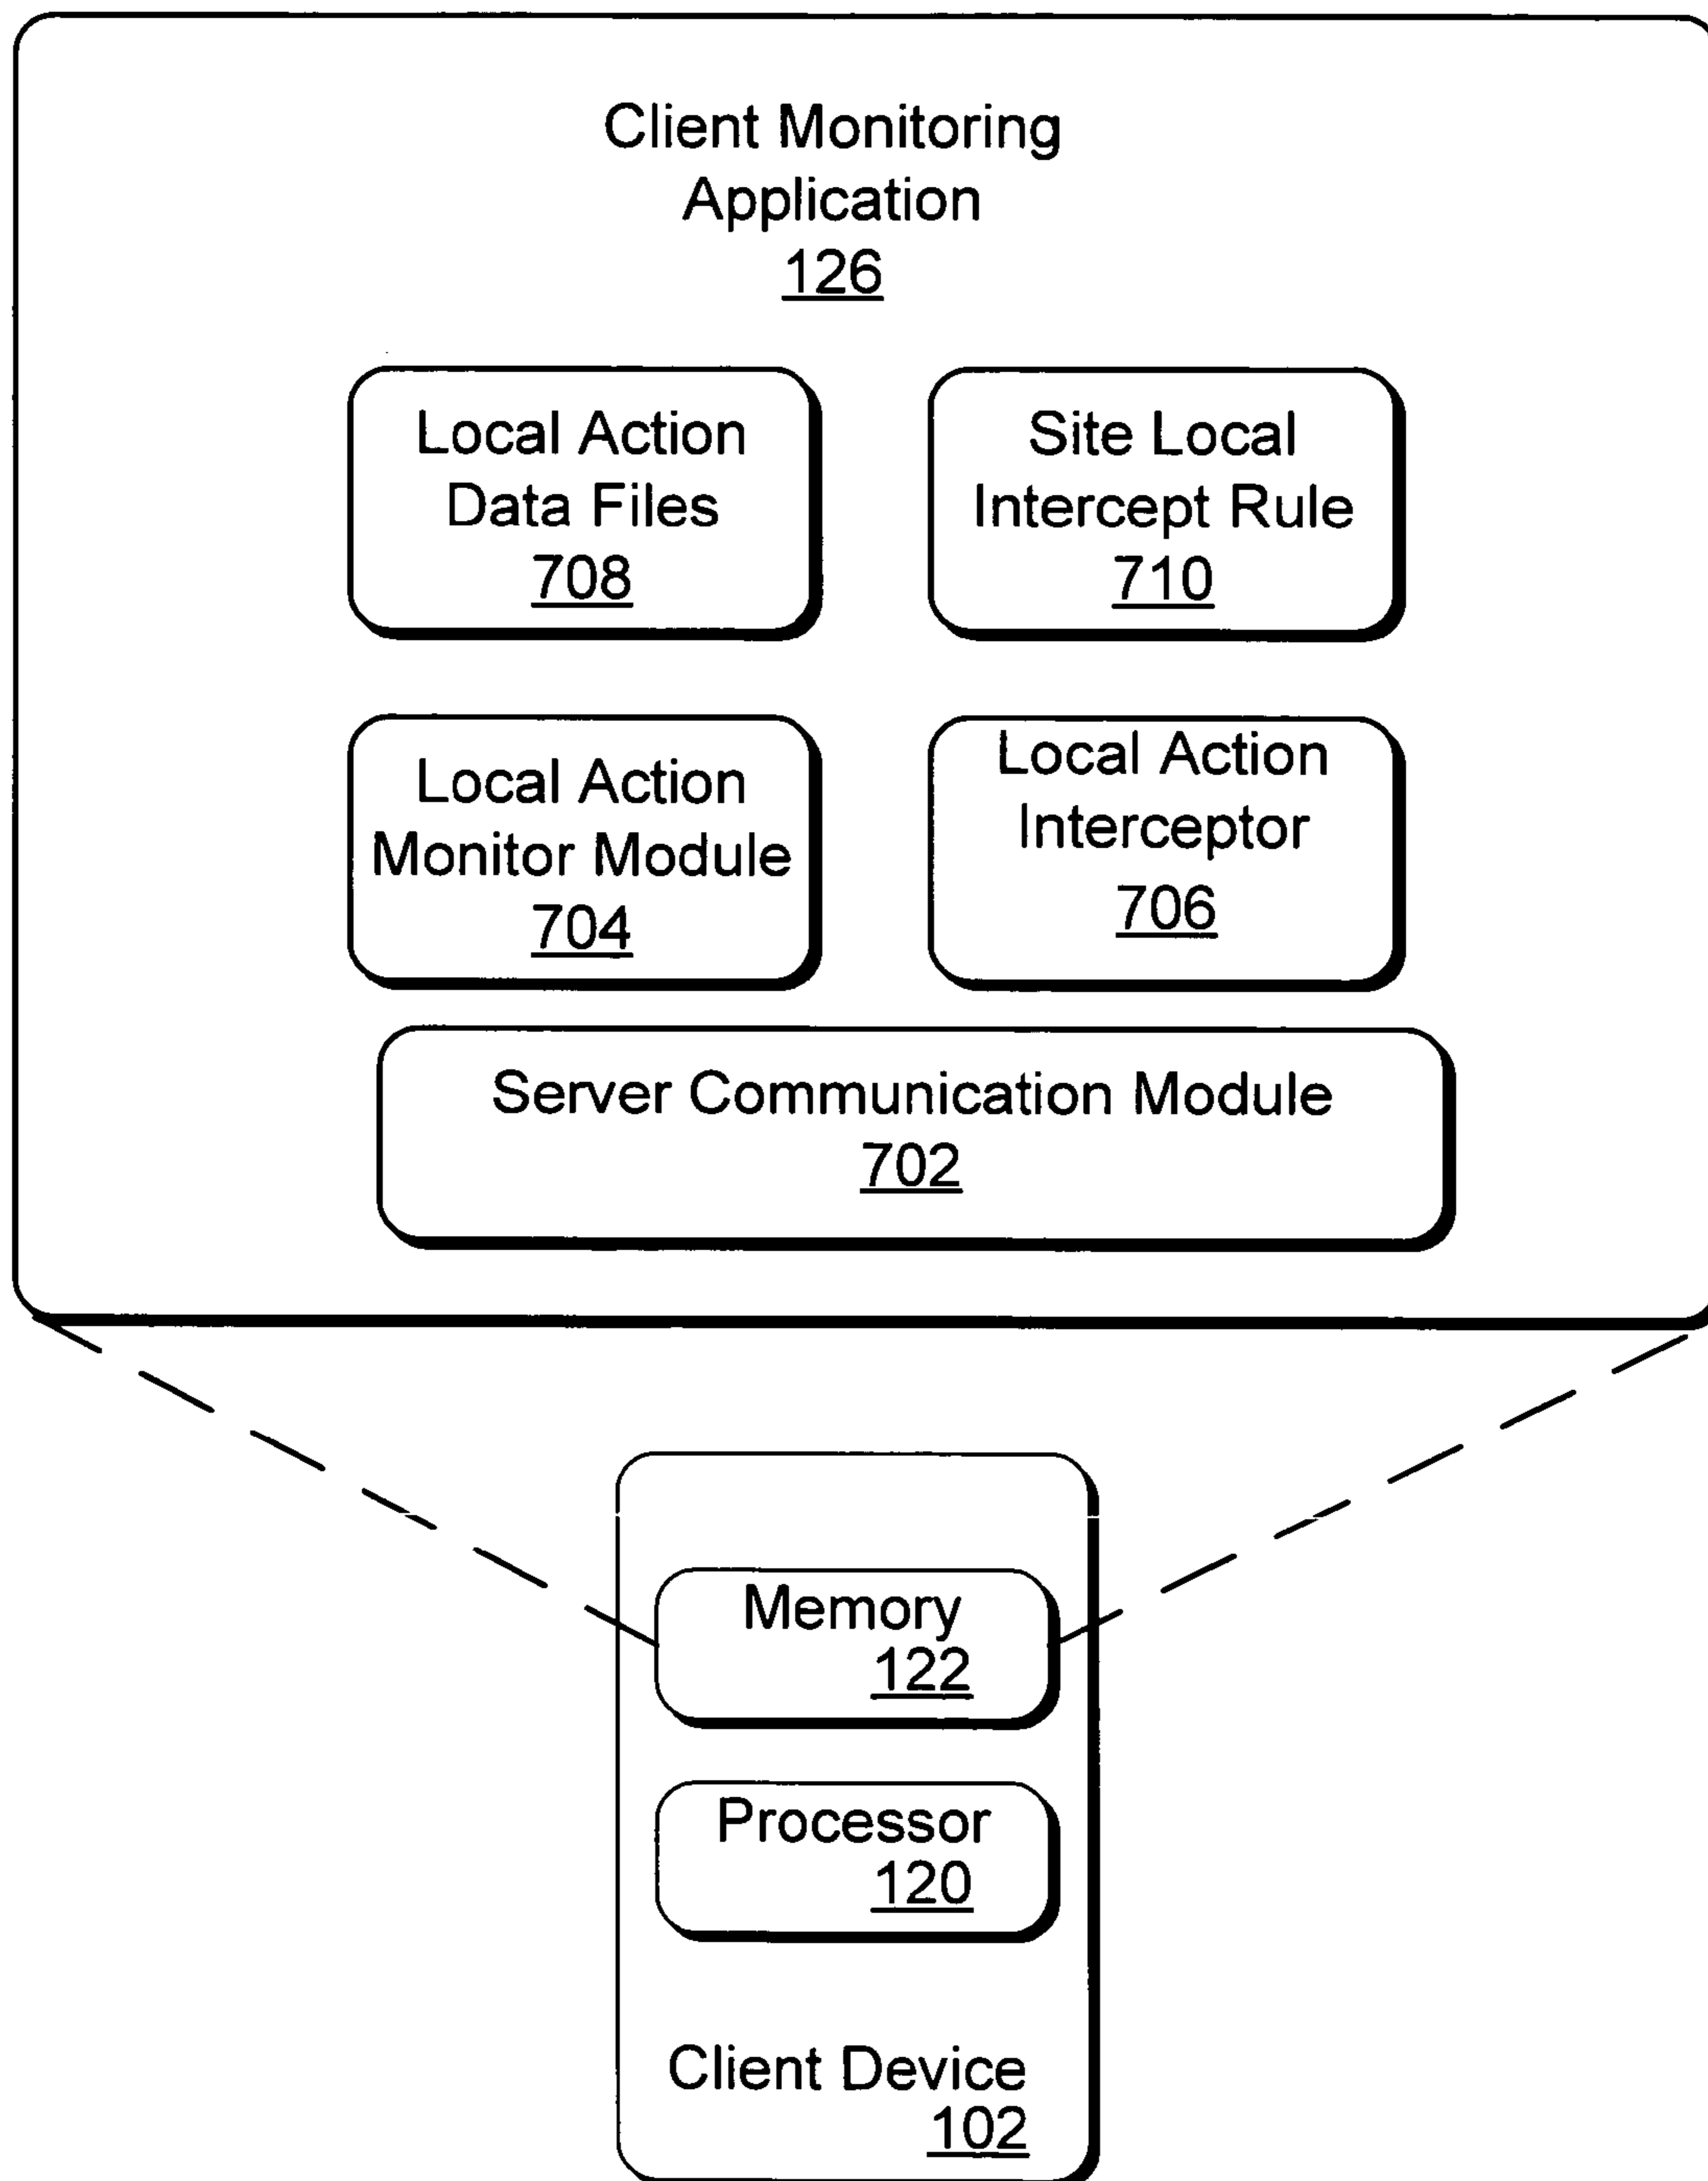 Client Monitoring
Application
126
Local Action
Data Files
708
Site Local
Intercept Rule
710
Local Action
Monitor Module
704
Local Action
Interceptor
706
Server Communication Module
702
Memory
122
Processor
120
Client Device
102